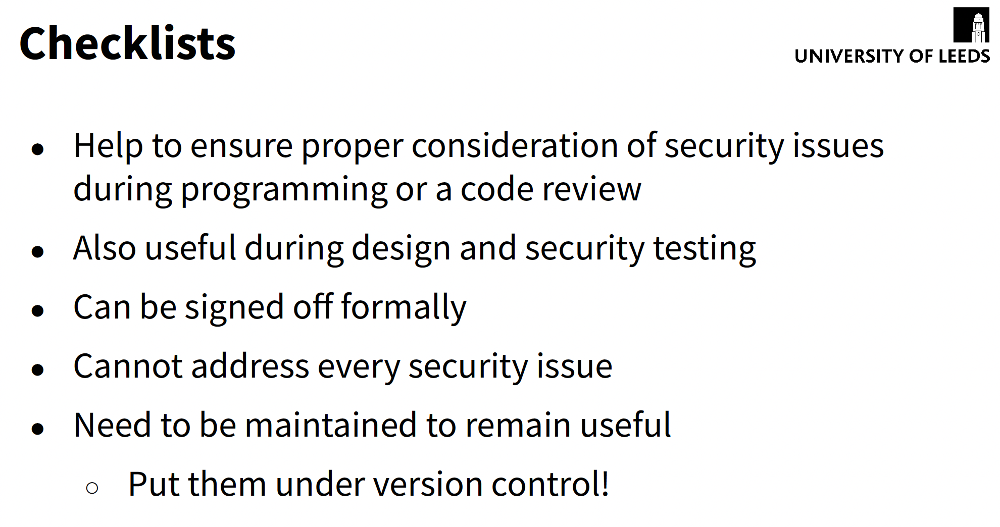 Checklists
UNIVERSITY OF LEEDS
● Help to ensure proper consideration of security issues
during programming or a code review
● Also useful during design and security testing
● Can be signed off formally
● Cannot address every security issue
● Need to be maintained to remain useful
○ Put them under version control!